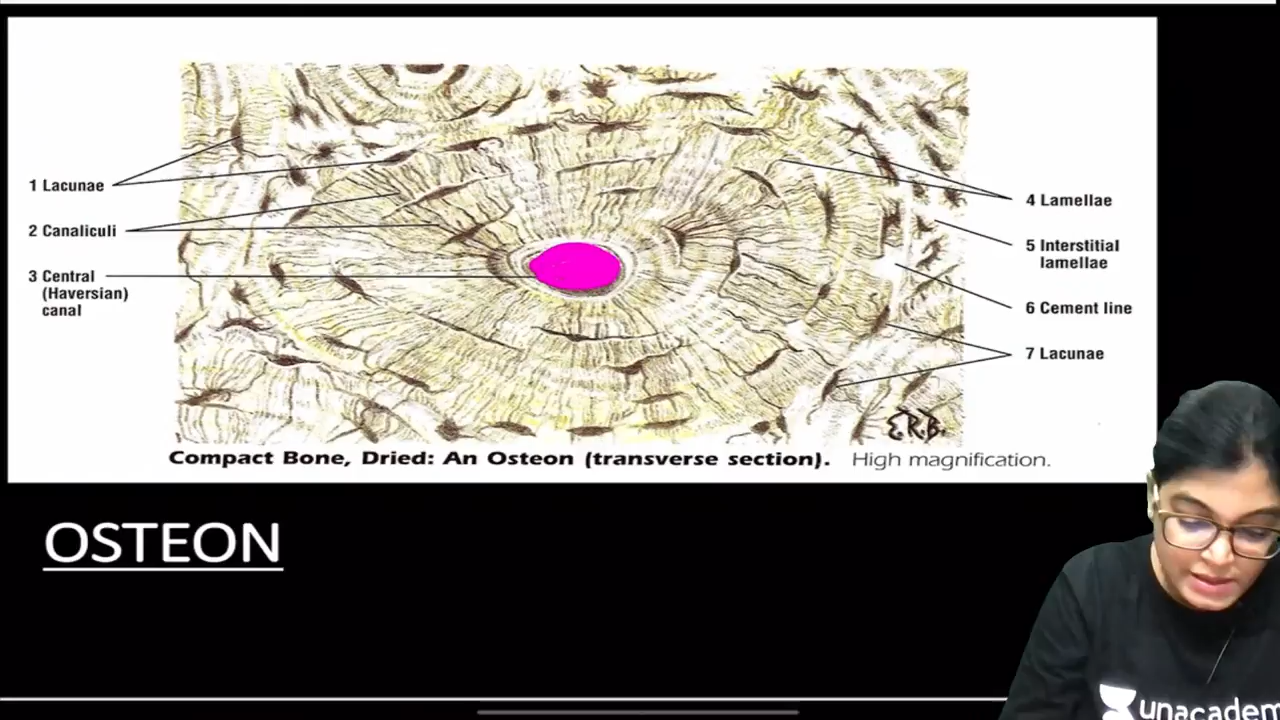 1 Lacunae
2 Canaliculi
3 Central
(Haversian)
canal
4 Lamellae
5 Interstitial
lamellae
6 Cement line
7 Lacunae
E.R.B.
Compact Bone, Dried: An Osteon (transverse section). High magnification.
OSTEON
unacadem